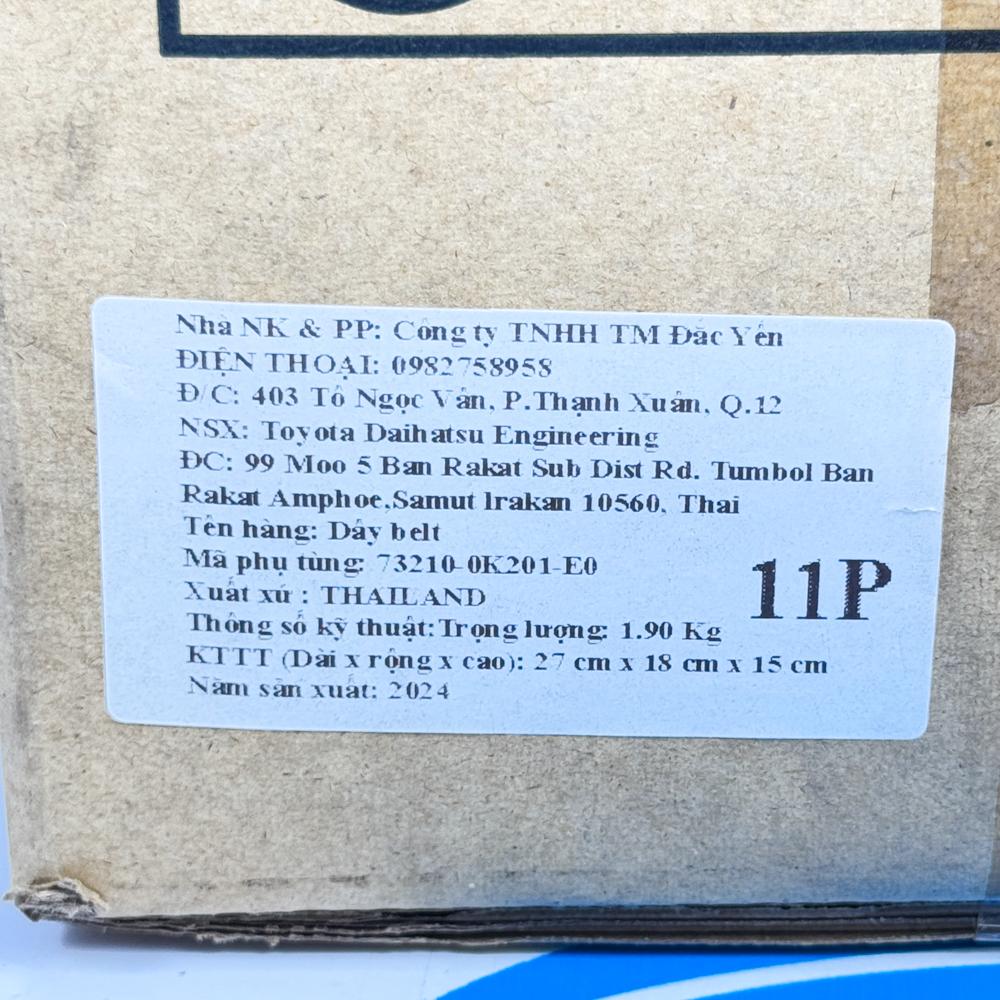 Nhà NK & PP: Công ty TNHH TM Đăc Yến
ĐIỆN THOẠI: 0982758958
Đ/C: 403 Tô Ngọc Vân, P.Thạnh Xuân, Q.12
NSX: Toyota Daihatsu Engineering
ĐC: 99 Moo 5 Ban Rakat Sub Dist Rd. Tumbol Ban
Rakat Amphoe,Samut lrakan 10560, Thai
Tên hàng: Dây belt
Mã phụ tùng: 73210-0K201-E0
Xuất xứ : THAILAND
11P
Thông số kỹ thuật:Trọng lượng: 1.90 Kg
KTTT (Dài x rộng x cao): 27 cm x 18 cm x 15 cm
Năm sản xuất: 2024